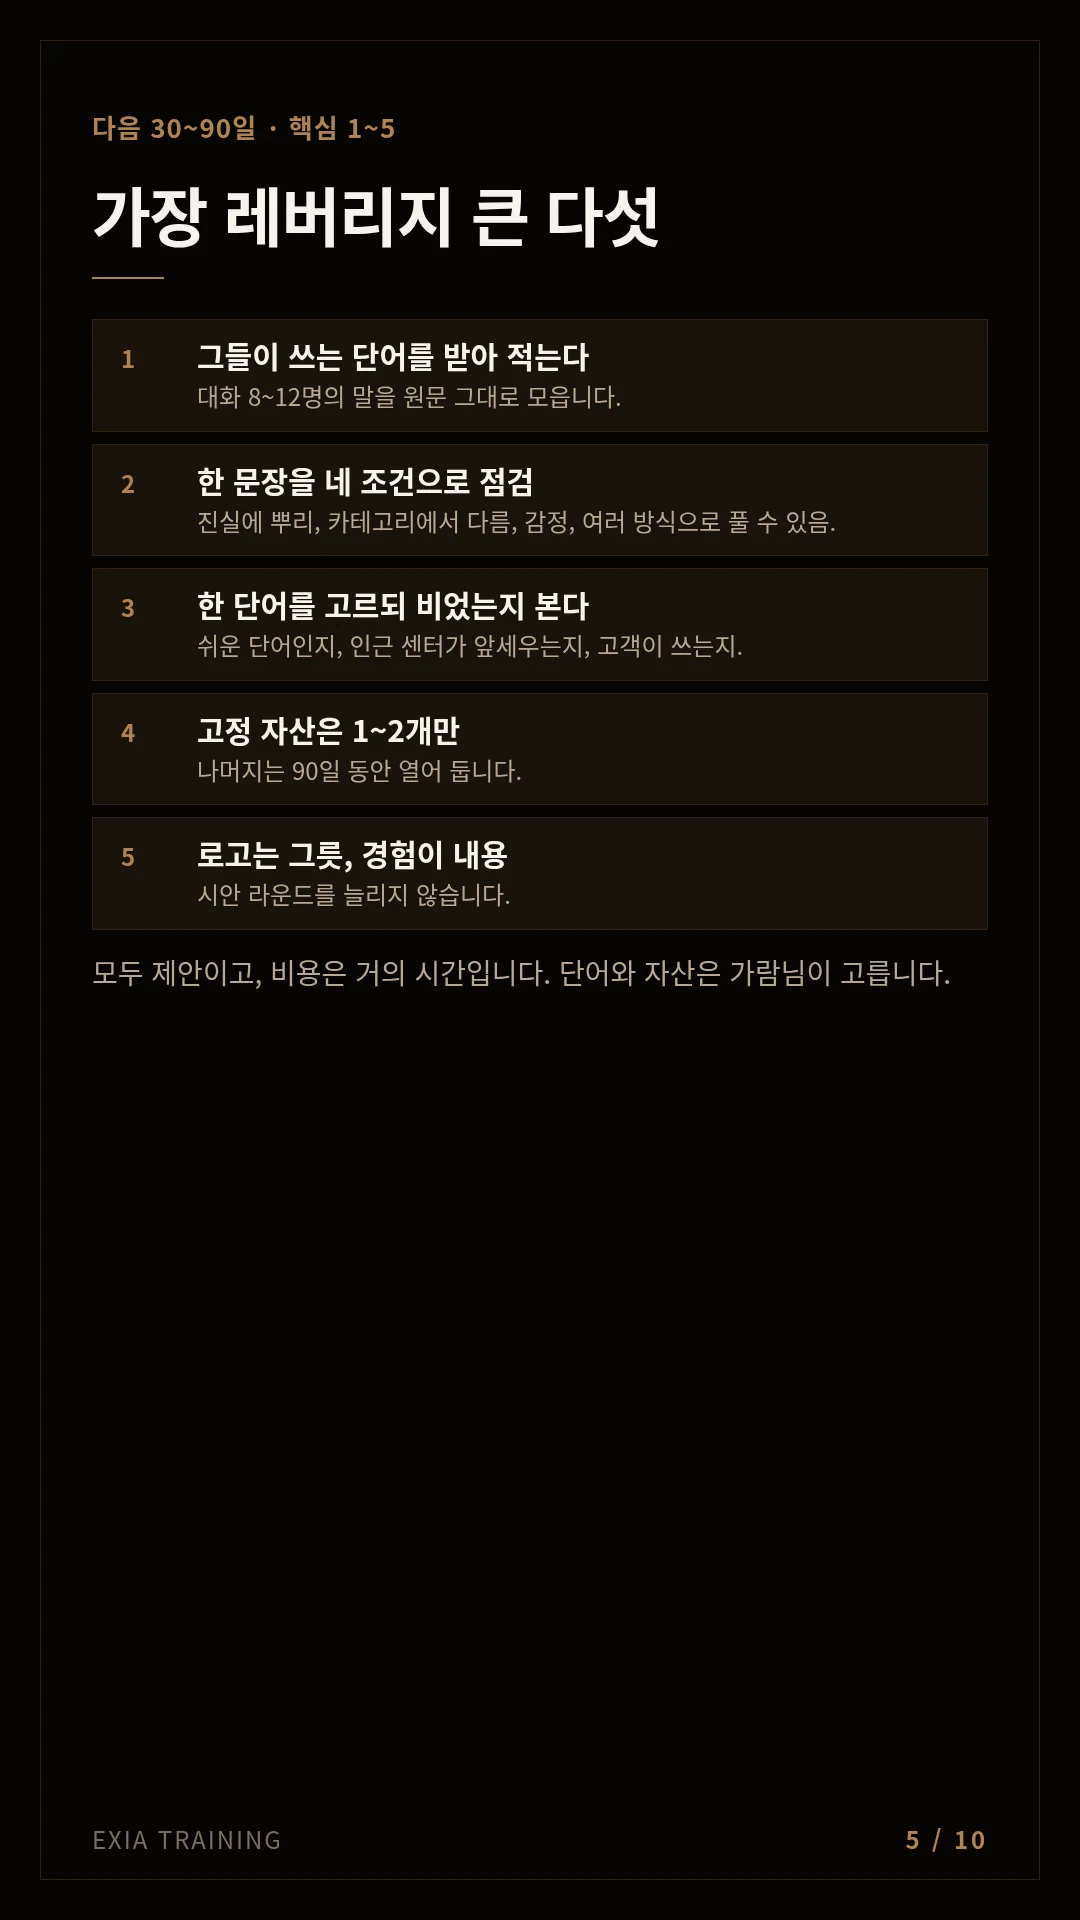 다음 30~90일 · 핵심 1~5
가장 레버리지 큰 다섯
1
그들이 쓰는 단어를 받아 적는다
대화 8~12명의 말을 원문 그대로 모읍니다.
2
한 문장을 네 조건으로 점검
진실에 뿌리, 카테고리에서 다름, 감정, 여러 방식으로 풀 수 있음.
3
한 단어를 고르되 비었는지 본다
쉬운 단어인지, 인근 센터가 앞세우는지, 고객이 쓰는지.
4
고정 자산은 1~2개만
나머지는 90일 동안 열어 둡니다.
5
로고는 그릇, 경험이 내용
시안 라운드를 늘리지 않습니다.
모두 제안이고, 비용은 거의 시간입니다. 단어와 자산은 가람님이 고릅니다.
EXIA TRAINING
5 / 10